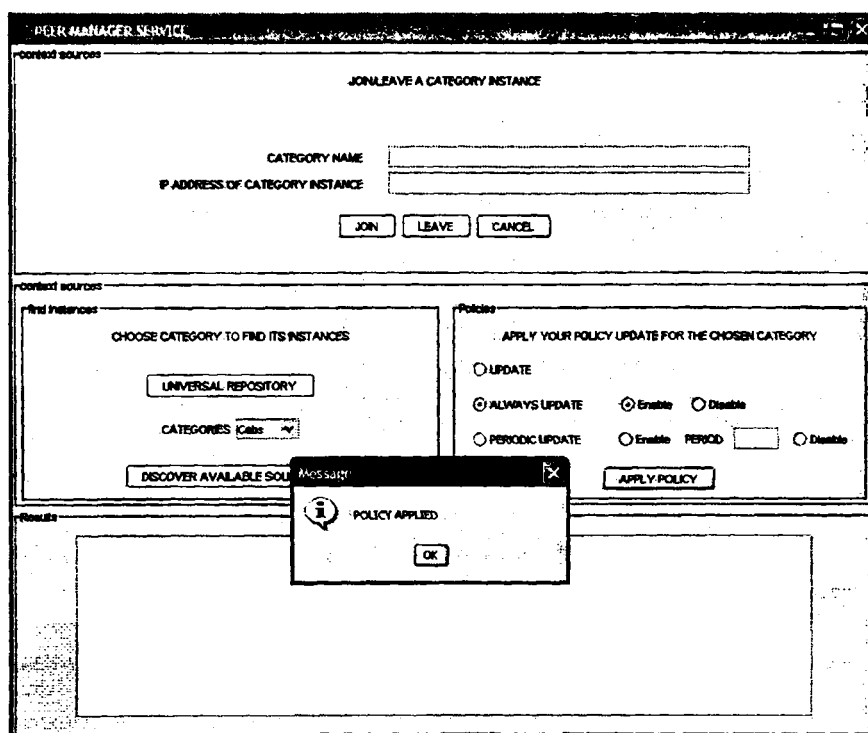 PEER MANAGER SERVICE
context sources
JOIN/LEAVE A CATEGORY INSTANCE
CATEGORY NAME
IP ADDRESS OF CATEGORY INSTANCE
JOIN LEAVE CANCEL
context sources
find instances
CHOOSE CATEGORY TO FIND ITS INSTANCES
UNIVERSAL REPOSITORY
CATEGORIES Cabs
DISCOVER AVAILABLE SOU
Policies
APPLY YOUR POLICY UPDATE FOR THE CHOSEN CATEGORY
UPDATE
ALWAYS UPDATE Enable Disable
PERIODIC UPDATE Enable PERIOD Disable
APPLY POLICY
Message
POLICY APPLIED
OK
Results